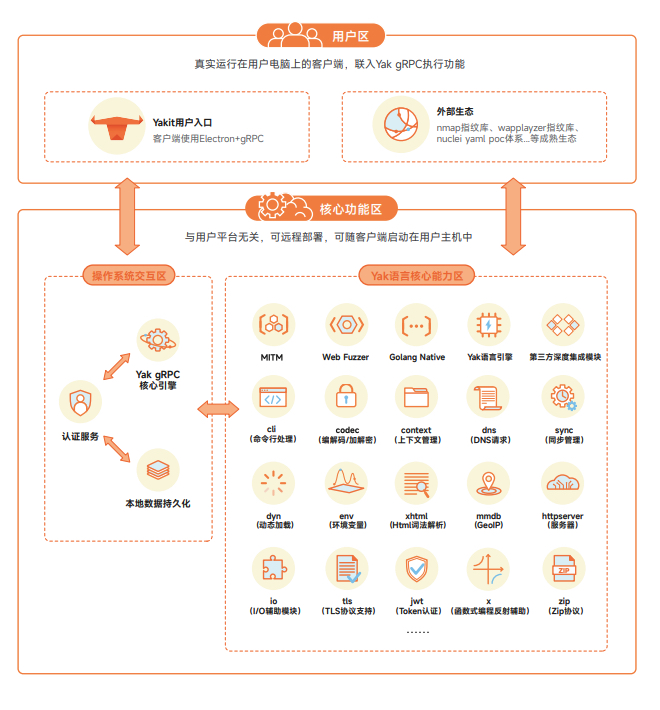 用户区
真实运行在用户电脑上的客户端，联入Yak gRPC执行功能
Yakit用户入口
客户端使用Electron+gRPC
外部生态
nmap指纹库、wapplayzer指纹库、
nuclei yaml poc体系...等成熟生态
核心功能区
与用户平台无关，可远程部署，可随客户端启动在用户主机中
操作系统交互区
Yak gRPC
核心引擎
认证服务
本地数据持久化
Yak语言核心能力区
MITM
Web Fuzzer
Golang Native
Yak语言引擎
第三方深度集成模块
cli
(命令行处理)
codec
(编解码/加解密)
context
(上下文管理)
dns
(DNS请求)
sync
(同步管理)
dyn
(动态加载)
env
(环境变量)
xhtml
(Html词法解析)
mmdb
(GeoIP)
httpserver
(服务器)
io
(I/O辅助模块)
tls
(TLS协议支持)
jwt
(Token认证)
x
(函数式编程反射辅助)
ZIP
zip
(Zip协议)
......